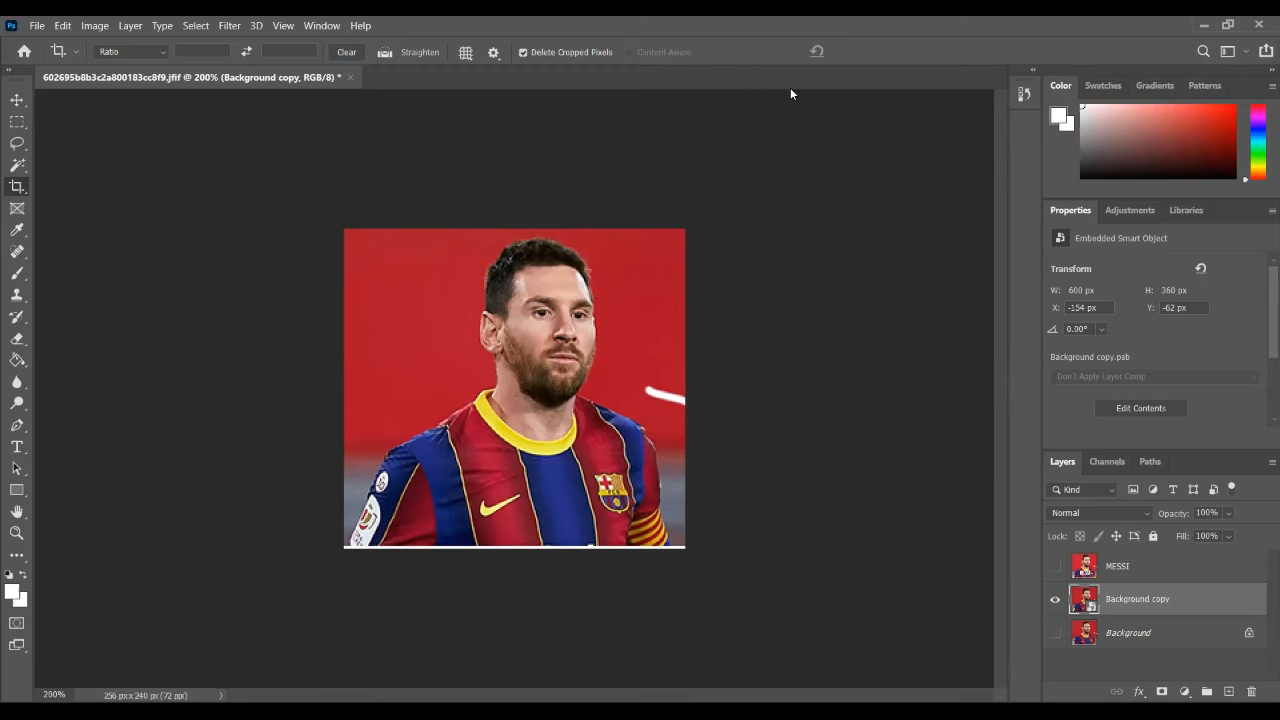 Ps File Edit Image Layer Type Select Filter 3D View Window Help
Ratio Clear Straighten Delete Cropped Pixels Content-Aware
602695b8b3c2a800183cc8f9.jfif @ 200% (Background copy, RGB/8) *
Color Swatches Gradients Patterns
Properties Adjustments Libraries
Embedded Smart Object
Transform
W: 600 px H: 360 px
X: -154 px Y: -62 px
0.00°
Background copy.psb
Don't Apply Layer Comp
Edit Contents
Layers Channels Paths
Kind
Normal Opacity: 100%
Lock: Fill: 100%
MESSI
Background copy
Background
200% 256 px x 240 px (72 ppi)